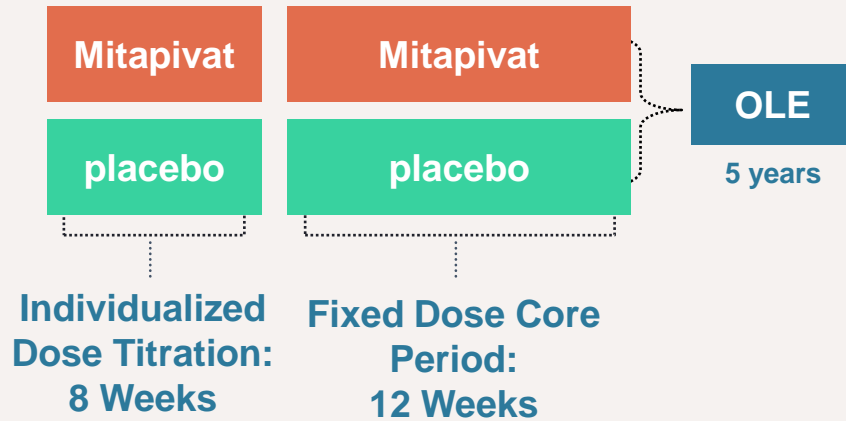 Mitapivat
Mitapivat
OLE
placebo
placebo
5 years
Individualized
Dose Titration:
8 Weeks
Fixed Dose Core
Period:
12 Weeks